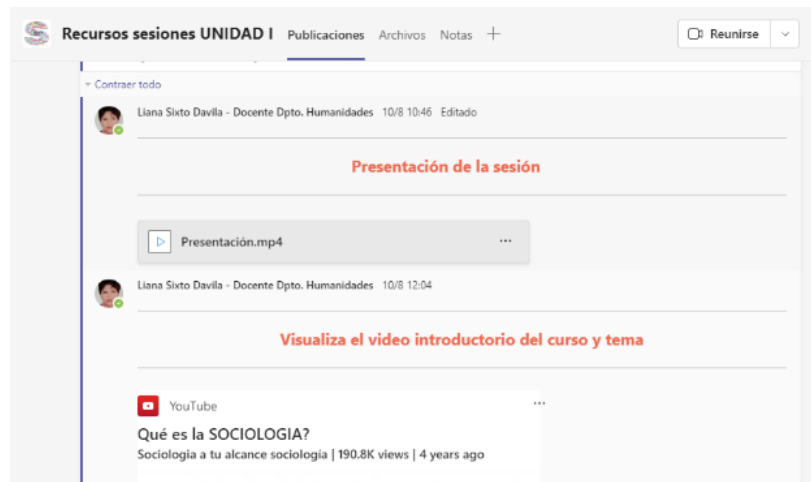 Recursos sesiones UNIDAD I Publicaciones Archivos Notas Reunirse
Contraer todo
Liana Sixto Davila - Docente Dpto. Humanidades 10/8 10:46 Editado
Presentación de la sesión
Presentación.mp4
Liana Sixto Davila - Docente Dpto. Humanidades 10/8 12:04
Visualiza el video introductorio del curso y tema
YouTube
Qué es la SOCIOLOGIA?
Sociologia a tu alcance sociología | 190.8K views | 4 years ago